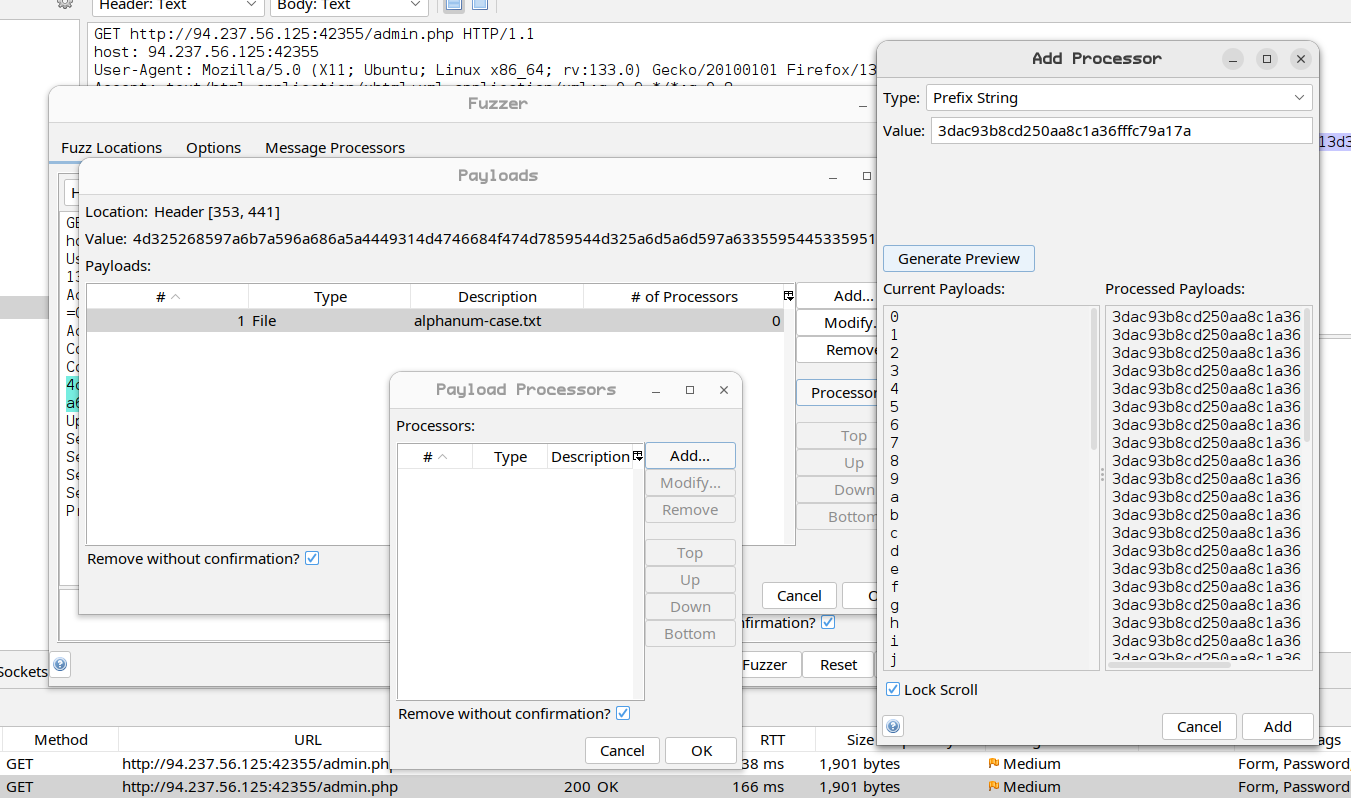 Header: Text
Body: Text
GET http://94.237.56.125:42355/admin.php HTTP/1.1
host: 94.237.56.125:42355
User-Agent: Mozilla/5.0 (X11; Ubuntu; Linux x86_64; rv:133.0) Gecko/20100101 Firefox/13
Fuzzer
Fuzz Locations Options Message Processors
Payloads
Location: Header [353, 441]
Value: 4d325268597a6b7a596a686a5a4449314d4746684f474d7859544d325a6d5a6d597a6335595445335951
Payloads:
# Type Description # of Processors
1 File alphanum-case.txt 0
Add...
Modify.
Remove
Processor
Top
Up
Down
Bottom
Remove without confirmation?
Cancel
Payload Processors
Processors:
# Type Description
Add...
Modify...
Remove
Top
Up
Down
Bottom
Remove without confirmation?
Cancel OK
nfirmation?
Fuzzer Reset
Add Processor
Type: Prefix String
Value: 3dac93b8cd250aa8c1a36fffc79a17a
Generate Preview
Current Payloads: Processed Payloads:
0 3dac93b8cd250aa8c1a36
1 3dac93b8cd250aa8c1a36
2 3dac93b8cd250aa8c1a36
3 3dac93b8cd250aa8c1a36
4 3dac93b8cd250aa8c1a36
5 3dac93b8cd250aa8c1a36
6 3dac93b8cd250aa8c1a36
7 3dac93b8cd250aa8c1a36
8 3dac93b8cd250aa8c1a36
9 3dac93b8cd250aa8c1a36
a 3dac93b8cd250aa8c1a36
b 3dac93b8cd250aa8c1a36
c 3dac93b8cd250aa8c1a36
d 3dac93b8cd250aa8c1a36
e 3dac93b8cd250aa8c1a36
f 3dac93b8cd250aa8c1a36
g 3dac93b8cd250aa8c1a36
h 3dac93b8cd250aa8c1a36
i 3dac93b8cd250aa8c1a36
j 3dac93b8cd250aa8c1a36
Lock Scroll
Cancel Add
13d3
Sockets
Method URL RTT Size ags
GET http://94.237.56.125:42355/admin.ph 38 ms 1,901 bytes Medium Form, Password,
GET http://94.237.56.125:42355/admin.php 200 OK 166 ms 1,901 bytes Medium Form, Password,